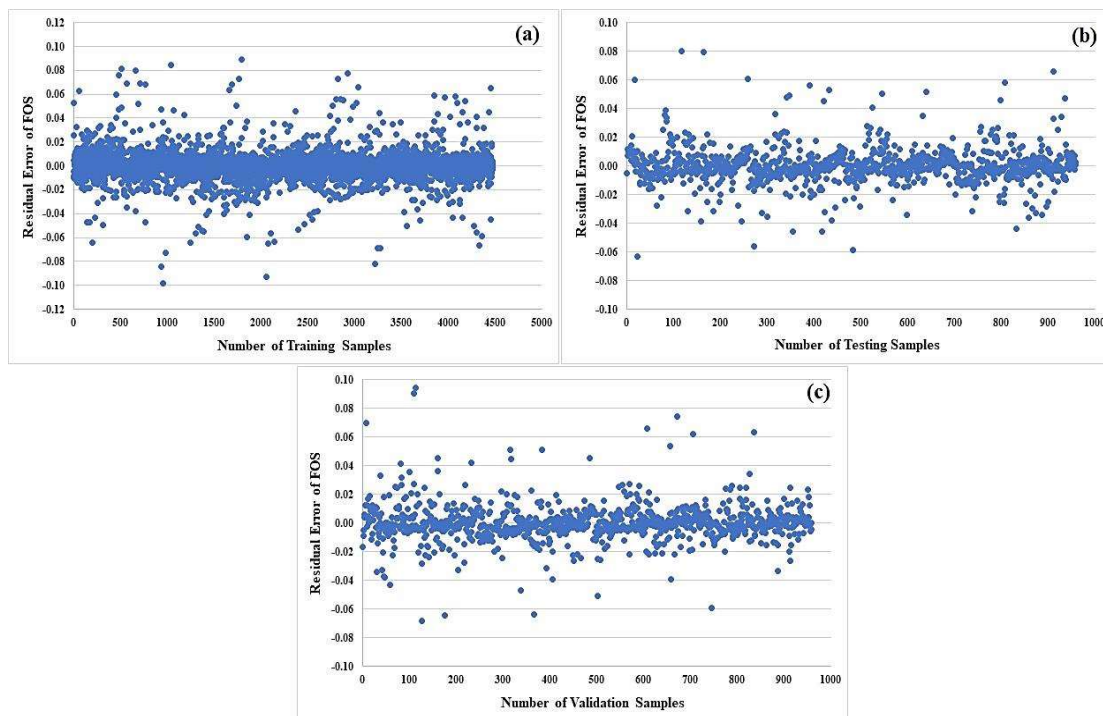 (a)
Residual Error of FOS
0.12
0.10
0.08
0.06
0.04
0.02
0.00
-0.02
-0.04
-0.06
-0.08
-0.10
-0.12
0 500 1000 1500 2000 2500 3000 3500 4000 4500 5000
Number of Training Samples
(b)
Residual Error of FOS
0.10
0.08
0.06
0.04
0.02
0.00
-0.02
-0.04
-0.06
-0.08
-0.10
0 100 200 300 400 500 600 700 800 900 1000
Number of Testing Samples
(c)
Residual Error of FOS
0.10
0.08
0.06
0.04
0.02
0.00
-0.02
-0.04
-0.06
-0.08
-0.10
0 100 200 300 400 500 600 700 800 900 1000
Number of Validation Samples